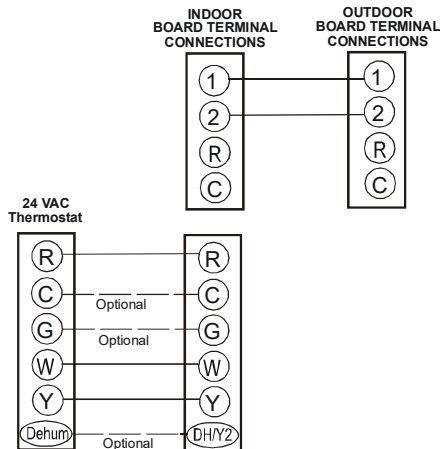 INDOOR
BOARD TERMINAL
CONNECTIONS
OUTDOOR
BOARD TERMINAL
CONNECTIONS
1 1
2 2
R R
C C
24 VAC
Thermostat
R R
C C
Optional
G G
Optional
W W
Y Y
Dehum DH/Y2
Optional